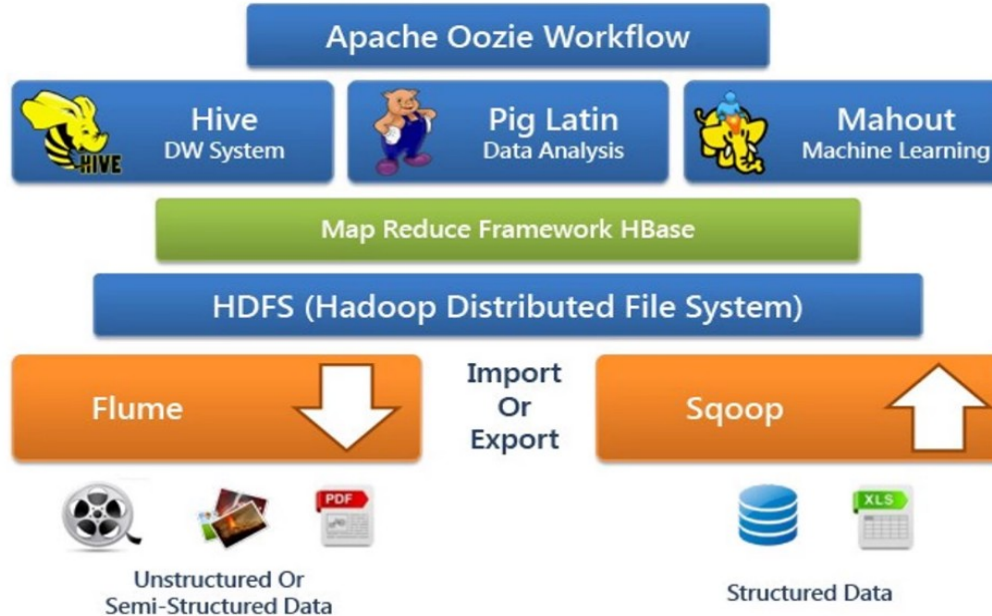 Apache Oozie Workflow
HIVE
Hive
DW System
Pig Latin
Data Analysis
Mahout
Machine Learning
Map Reduce Framework HBase
HDFS (Hadoop Distributed File System)
Flume
Import
Or
Export
Sqoop
PDF
XLS
Unstructured Or
Semi-Structured Data
Structured Data